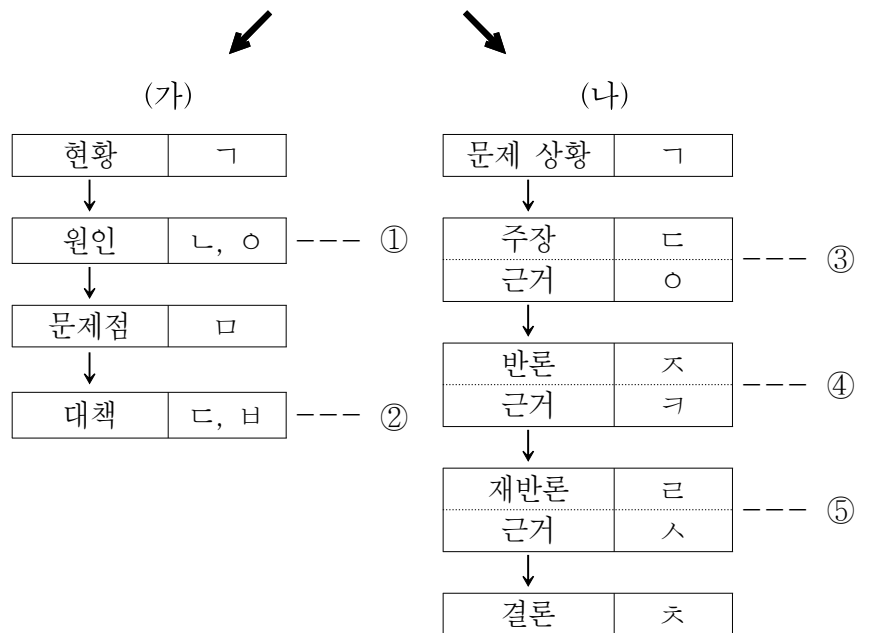 (가)
현황 ㄱ
원인 ㄴ, ㅇ --- ①
문제점 ㅁ
대책 ㄷ, ㅂ --- ②
(나)
문제 상황 ㄱ
주장 ㄷ
근거 ㅇ
--- ③
반론 ㅈ
근거 ㅋ
--- ④
재반론 ㄹ
근거 ㅅ
--- ⑤
결론 ㅊ